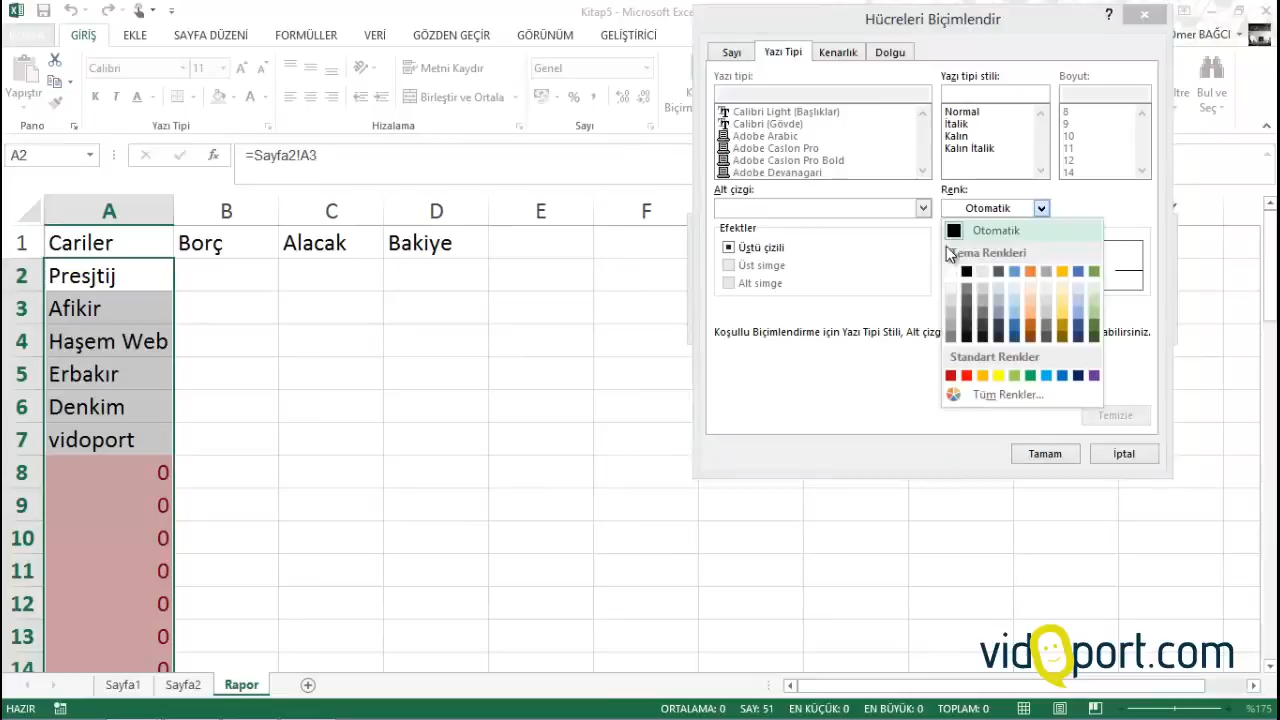 Kitap5 - Microsoft Exce
Hücreleri Biçimlendir
?
GİRİŞ EKLE SAYFA DÜZENİ FORMÜLLER VERİ GÖZDEN GEÇİR GÖRÜNÜM GELİŞTİRİCİ
Ömer BAĞCI
Yapıştır
Pano
Calibri 11
K T A
Yazı Tipi
Metni Kaydır
Birleştir ve Ortala
Hizalama
Genel
% 000
Sayı
Biçim
ltre
Bul ve
Seç
A2
fx
=Sayfa2!A3
Sayı Yazı Tipi Kenarlık Dolgu
Yazı tipi: Yazı tipi stili: Boyut:
Calibri Light (Başlıklar)
Calibri (Gövde)
Adobe Arabic
Adobe Caslon Pro
Adobe Caslon Pro Bold
Adobe Devanagari
Normal
İtalik
Kalın
Kalın İtalik
8
9
10
11
12
14
Alt çizgi: Renk:
Otomatik
Efektler
Üstü çizili
Üst simge
Alt simge
Otomatik
Tema Renkleri
Standart Renkler
Tüm Renkler...
Koşullu Biçimlendirme için Yazı Tipi Stili, Alt çizg
abilirsiniz.
Temizle
Tamam İptal
A B C D E F
1 Cariler Borç Alacak Bakiye
2 Presjtij
3 Afikir
4 Haşem Web
5 Erbakır
6 Denkim
7 vidoport
8 0
9 0
10 0
11 0
12 0
13 0
14 0
vidoport.com
Sayfa1 Sayfa2 Rapor
HAZIR
ORTALAMA: 0 SAY: 51 EN KÜÇÜK: 0 EN BÜYÜK: 0 TOPLAM: 0
%175